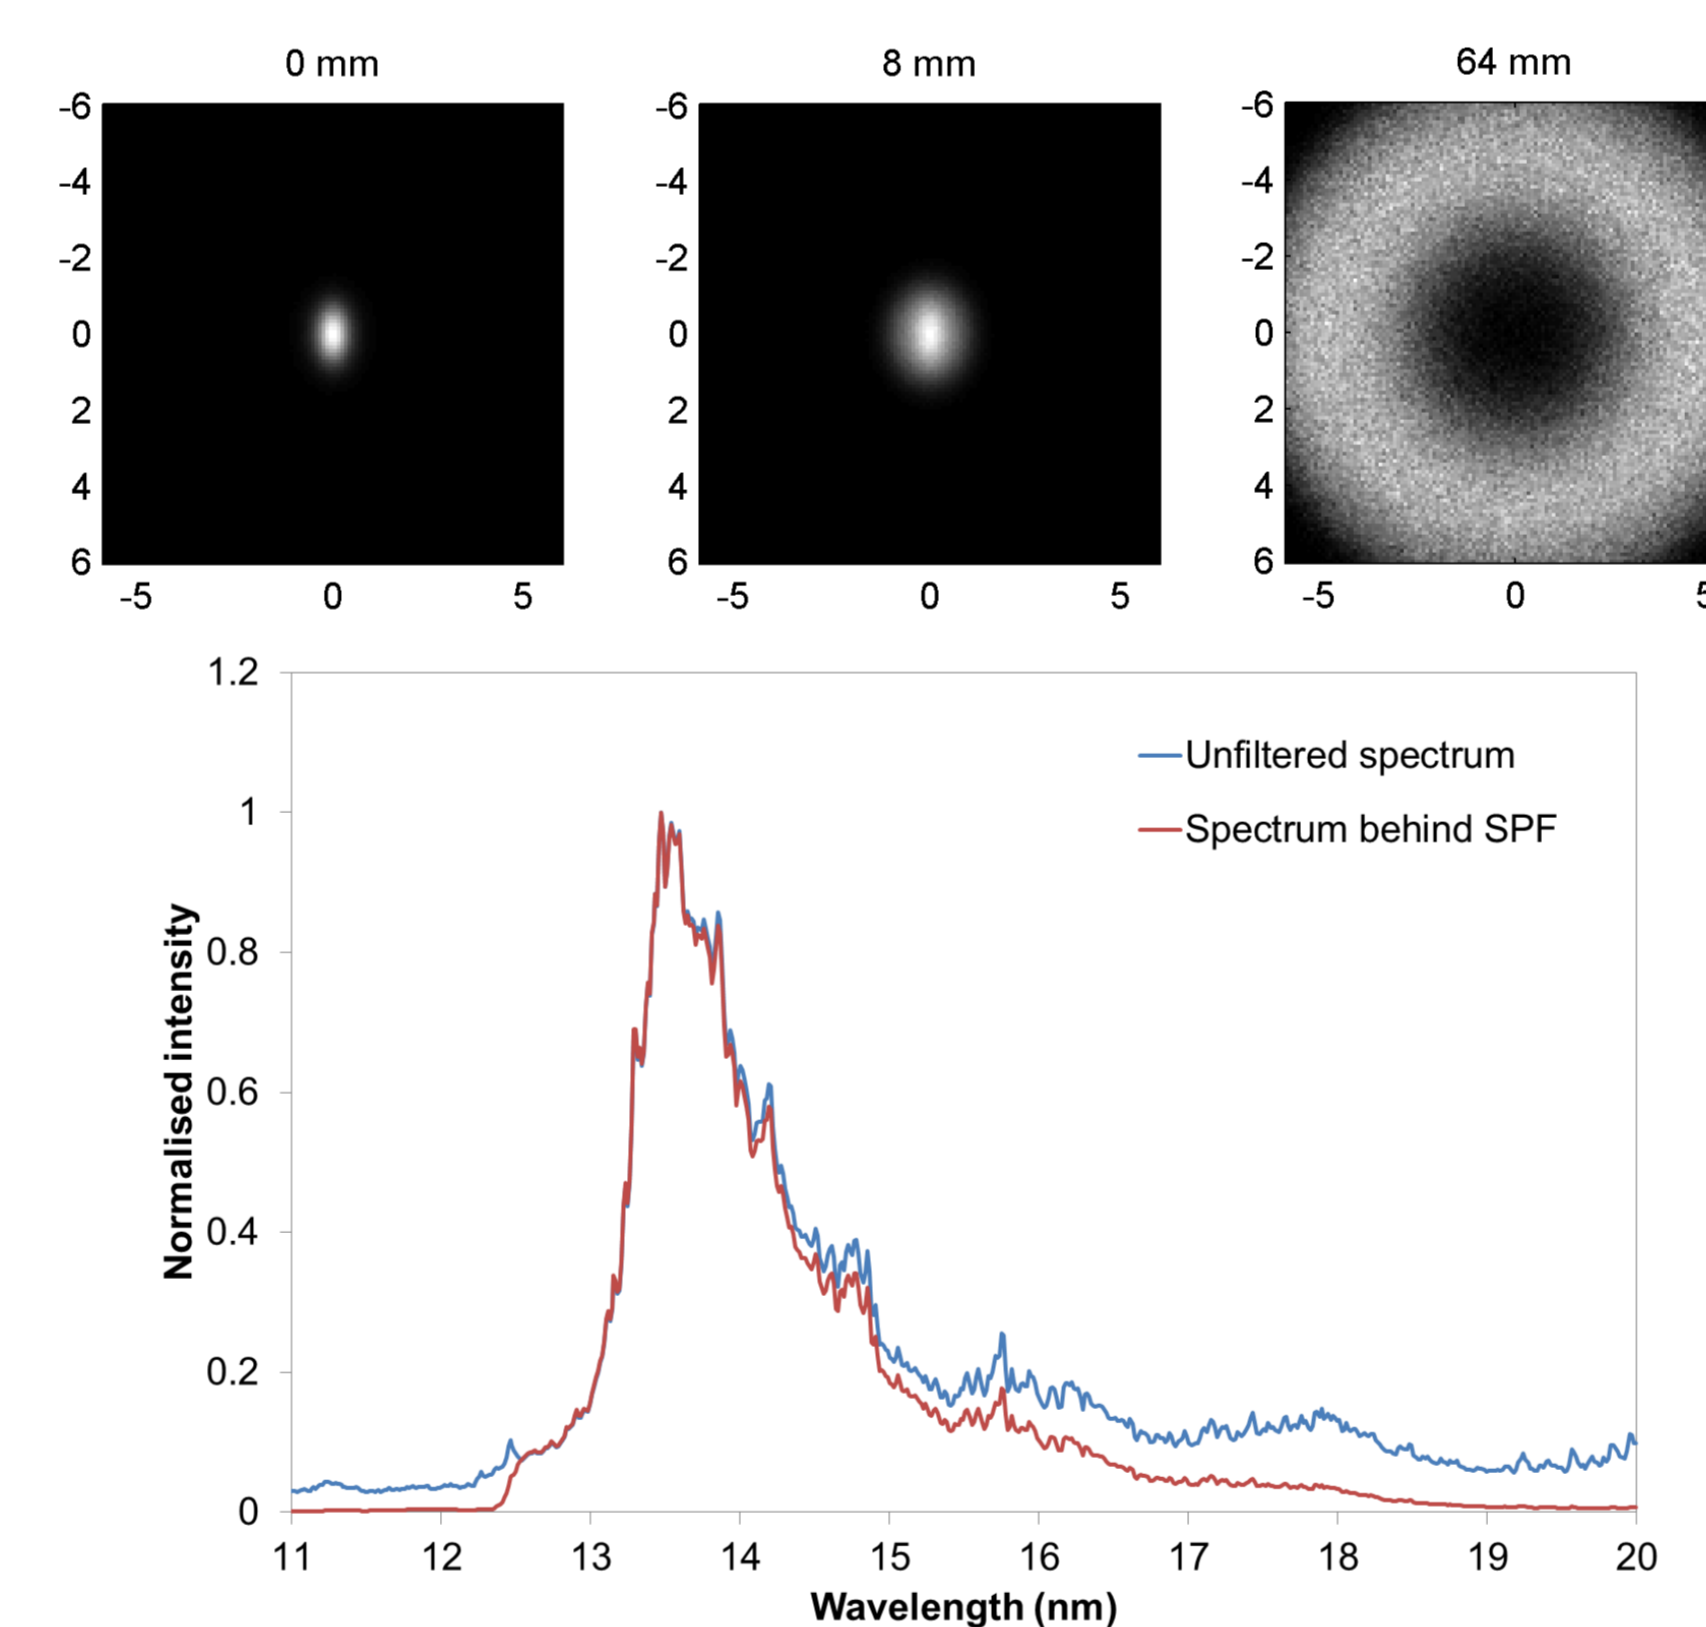 0 mm 8 mm 64 mm
-6 -6 -6
-4 -4 -4
-2 -2 -2
0 0 0
2 2 2
4 4 4
6 6 6
-5 0 5 -5 0 5 -5 0 5
1.2
Unfiltered spectrum
1
Spectrum behind SPF
Normalised intensity
0.8
0.6
0.4
0.2
0
11 12 13 14 15 16 17 18 19 20
Wavelength (nm)